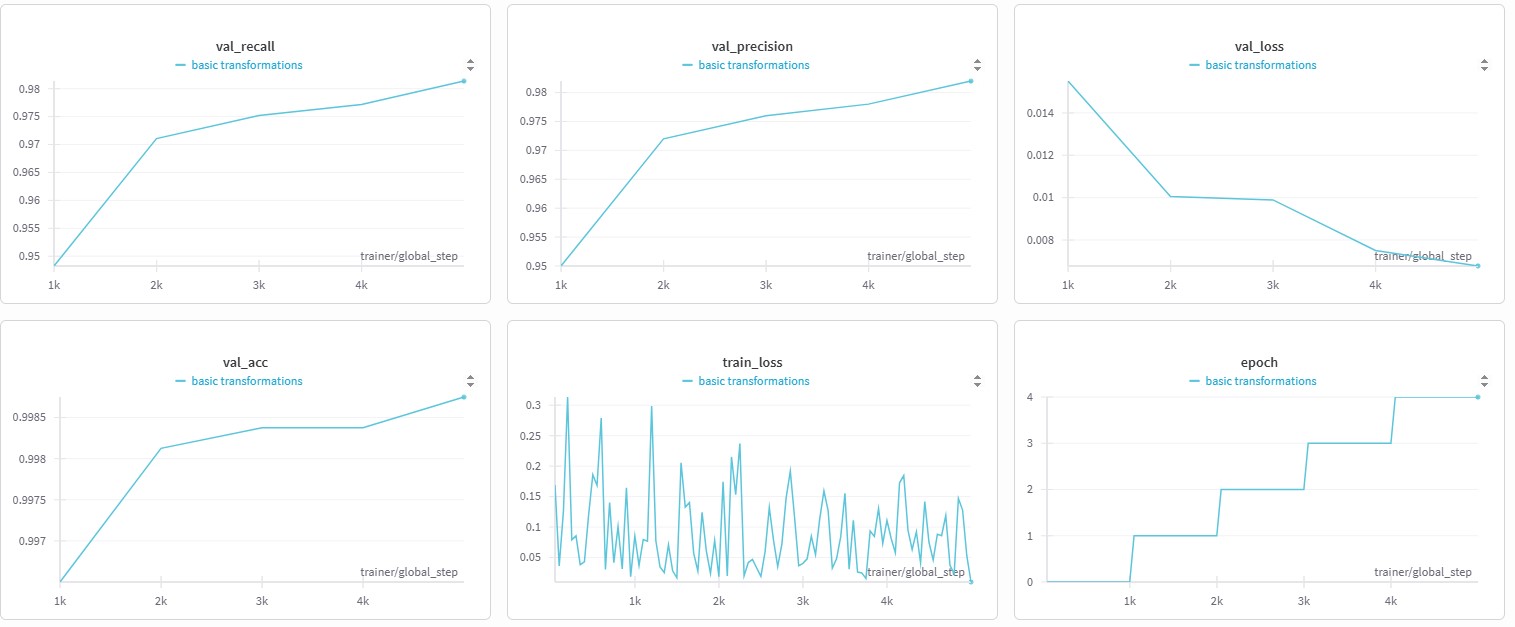 val_recall
basic transformations
0.98
0.975
0.97
0.965
0.96
0.955
0.95
trainer/global_step
1k 2k 3k 4k
val_precision
basic transformations
0.98
0.975
0.97
0.965
0.96
0.955
0.95
trainer/global_step
1k 2k 3k 4k
val_loss
basic transformations
0.014
0.012
0.01
0.008
trainer/global_step
1k 2k 3k 4k
val_acc
basic transformations
0.9985
0.998
0.9975
0.997
trainer/global_step
1k 2k 3k 4k
train_loss
basic transformations
0.3
0.25
0.2
0.15
0.1
0.05
trainer/global_step
1k 2k 3k 4k
epoch
basic transformations
4
3
2
1
0
trainer/global_step
1k 2k 3k 4k